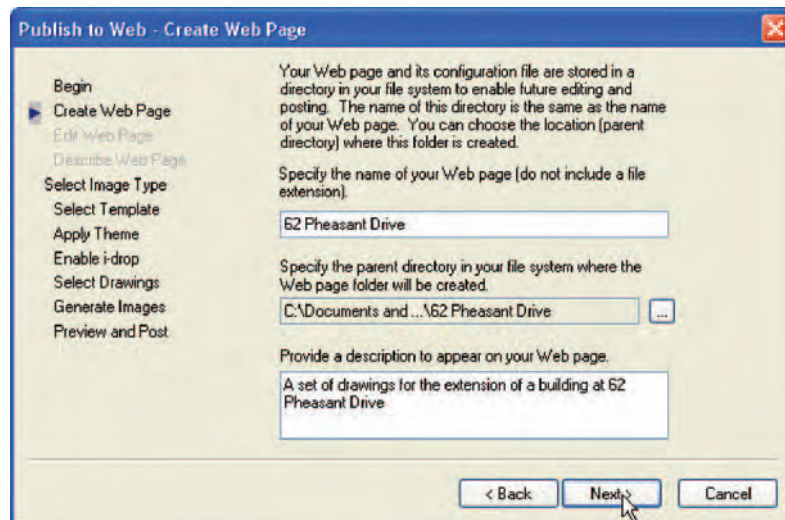 Publish to Web - Create Web Page
Begin
Create Web Page
Edit Web Page
Describe Web Page
Select Image Type
Select Template
Apply Theme
Enable i-drop
Select Drawings
Generate Images
Preview and Post
Your Web page and its configuration file are stored in a
directory in your file system to enable future editing and
posting. The name of this directory is the same as the name
of your Web page. You can choose the location (parent
directory) where this folder is created.
Specify the name of your Web page (do not include a file
extension).
62 Pheasant Drive
Specify the parent directory in your file system where the
Web page folder will be created.
C:\Documents and ...\62 Pheasant Drive
...
Provide a description to appear on your Web page.
A set of drawings for the extension of a building at 62
Pheasant Drive
< Back
Next >
Cancel